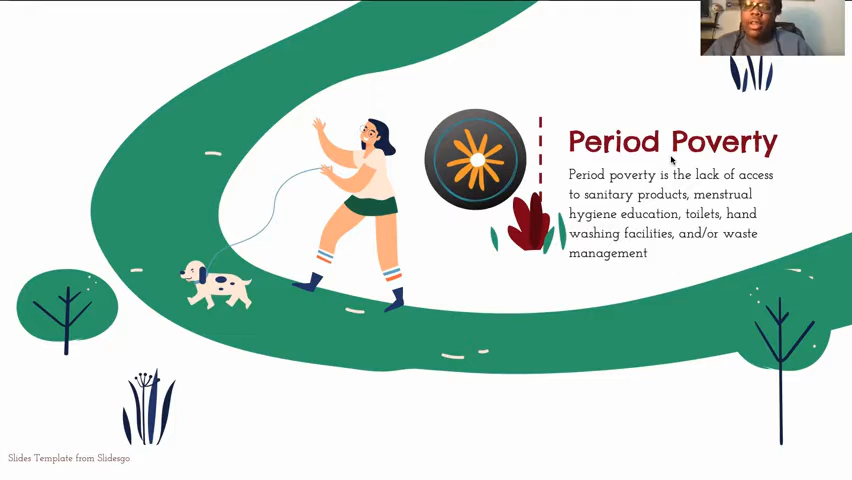 Period Poverty
Period poverty is the lack of access
to sanitary products, menstrual
hygiene education, toilets, hand
washing facilities, and/or waste
management
Slides Template from Slidesgo